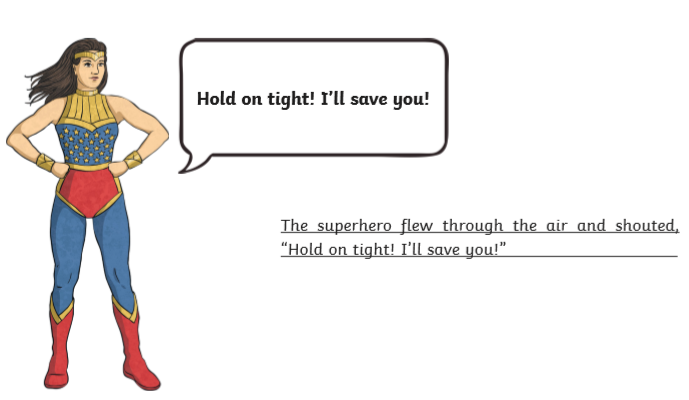 Hold on tight! I’ll save you!
The superhero flew through the air and shouted,
“Hold on tight! I’ll save you!”